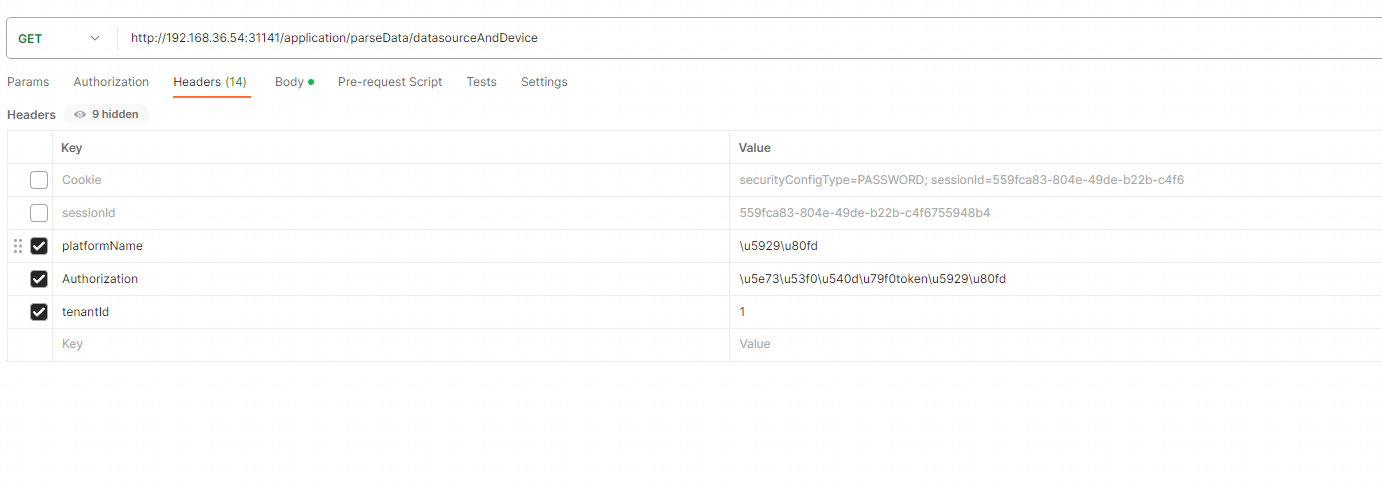 GET http://192.168.36.54:31141/application/parseData/datasourceAndDevice
Params Authorization Headers (14) Body Pre-request Script Tests Settings
Headers 9 hidden
Key Value
Cookie securityConfigType=PASSWORD; sessionId=559fca83-804e-49de-b22b-c4f6
sessionId 559fca83-804e-49de-b22b-c4f6755948b4
platformName \u5929\u80fd
Authorization \u5e73\u53f0\u540d\u79f0token\u5929\u80fd
tenantId 1
Key Value